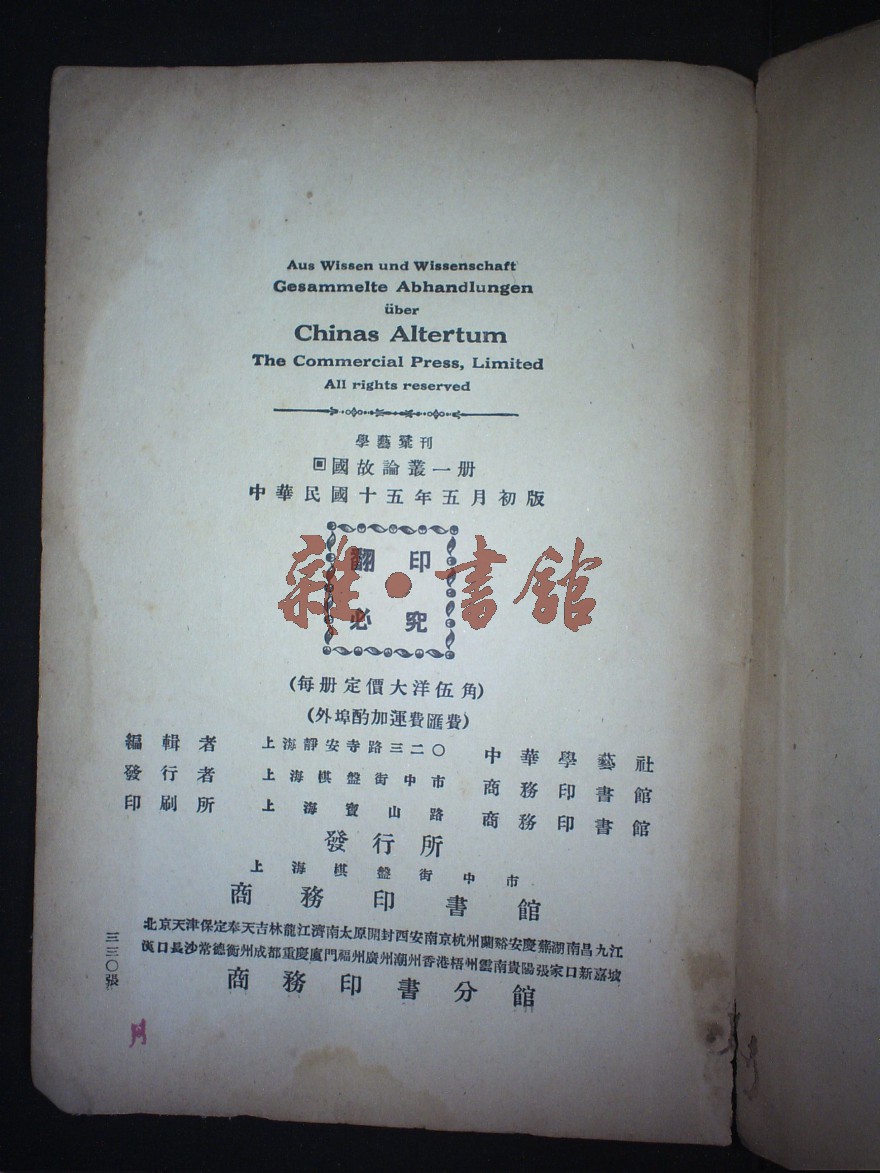 Aus Wissen und Wissenschaft
Gesammelte Abhandlungen
über
Chinas Altertum
The Commercial Press, Limited
All rights reserved
學藝彙刊
國故論叢一册
中華民國十五年五月初版
翻印
必究
雜·書館
(每册定價大洋伍角)
(外埠酌加運費匯費)
編輯者 上海靜安寺路三二〇 中華學藝社
發行者 上海棋盤街中市 商務印書館
印刷所 上海寶山路 商務印書館
發行所
上海棋盤街中市
商務印書館
北京天津保定奉天吉林龍江濟南太原開封西安南京杭州蘭谿安慶蕪湖南昌九江
漢口長沙常德衡州成都重慶廈門福州廣州潮州香港梧州雲南貴陽張家口新嘉坡
商務印書分館
三三〇張